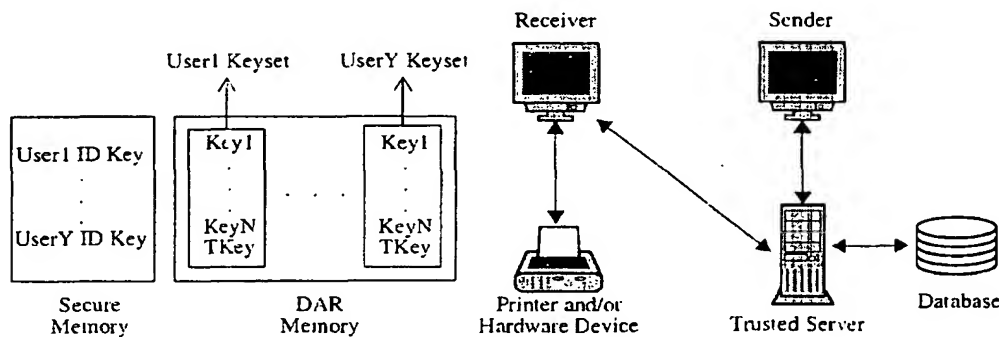 Receiver
Sender
User1 Keyset
UserY Keyset
User1 ID Key
UserY ID Key
Key1
KeyN
TKey
Key1
KeyN
TKey
Secure
Memory
DAR
Memory
Printer and/or
Hardware Device
Trusted Server
Database